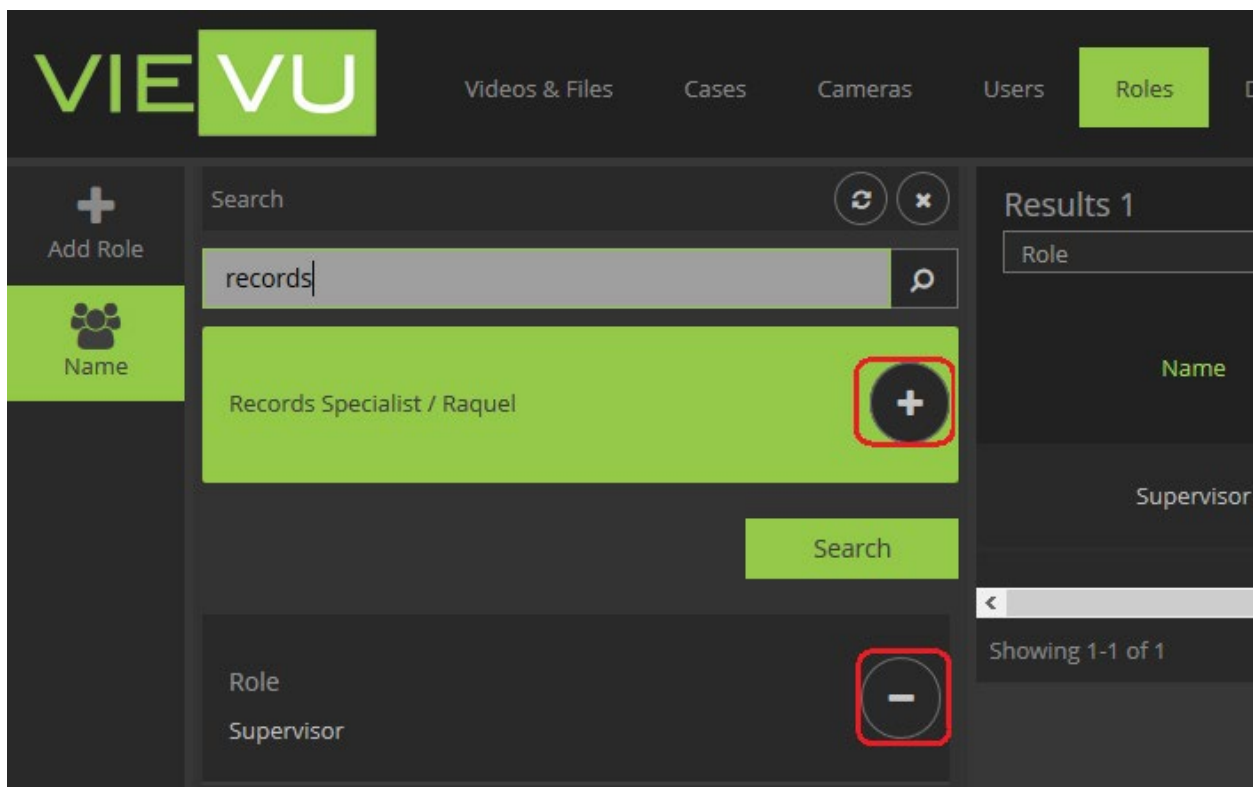 VIEVU
Videos & Files
Cases
Cameras
Users
Roles
Add Role
Name
Search
records
Records Specialist / Raquel
Search
Role
Supervisor
Results 1
Role
Name
Supervisor
Showing 1-1 of 1